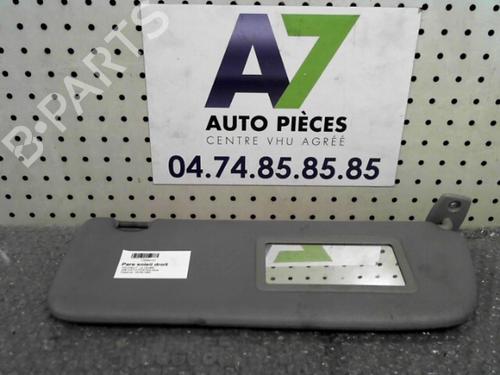 B-PARTS
A7
AUTO PIÈCES
CENTRE VHU AGRÉÉ
04.74.85.85.85
Pare soleil droit